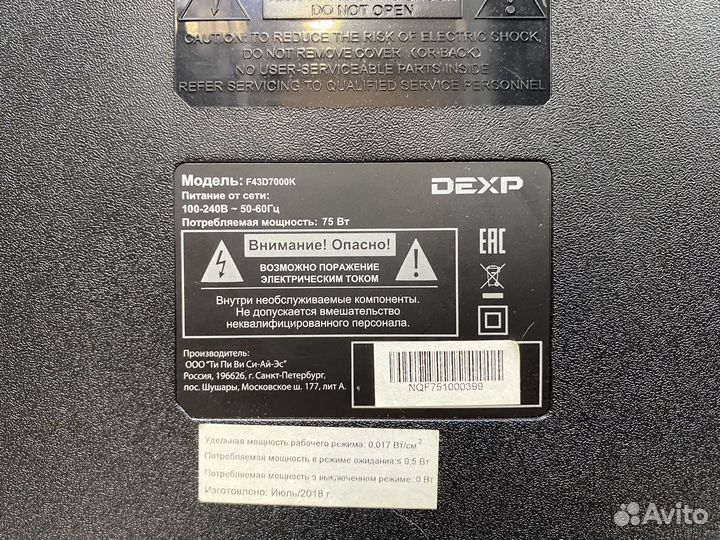 DO NOT OPEN
CAUTION: TO REDUCE THE RISK OF ELECTRIC SHOCK,
DO NOT REMOVE COVER (OR BACK)
NO USER-SERVICEABLE PARTS INSIDE
REFER SERVICING TO QUALIFIED SERVICE PERSONNEL
Модель: F43D7000K
DEXP
Питание от сети:
100-240В ~ 50-60Гц
Потребляемая мощность: 75 Вт
Внимание! Опасно!
ВОЗМОЖНО ПОРАЖЕНИЕ
ЭЛЕКТРИЧЕСКИМ ТОКОМ
Внутри необслуживаемые компоненты.
Не допускается вмешательство
неквалифицированного персонала.
EAC
Производитель:
ООО "Ти Пи Ви Си-Ай-Эс"
Россия, 196626, г. Санкт-Петербург,
пос. Шушары, Московское ш. 177, лит А.
NQF751000399
Удельная мощность рабочего режима: 0,017 Вт/см²
Потребляемая мощность в режиме ожидания:≤ 0,5 Вт
Потребляемая мощность в выключенном режиме: 0 Вт
Изготовлено: Июль/2018 г.
Avito